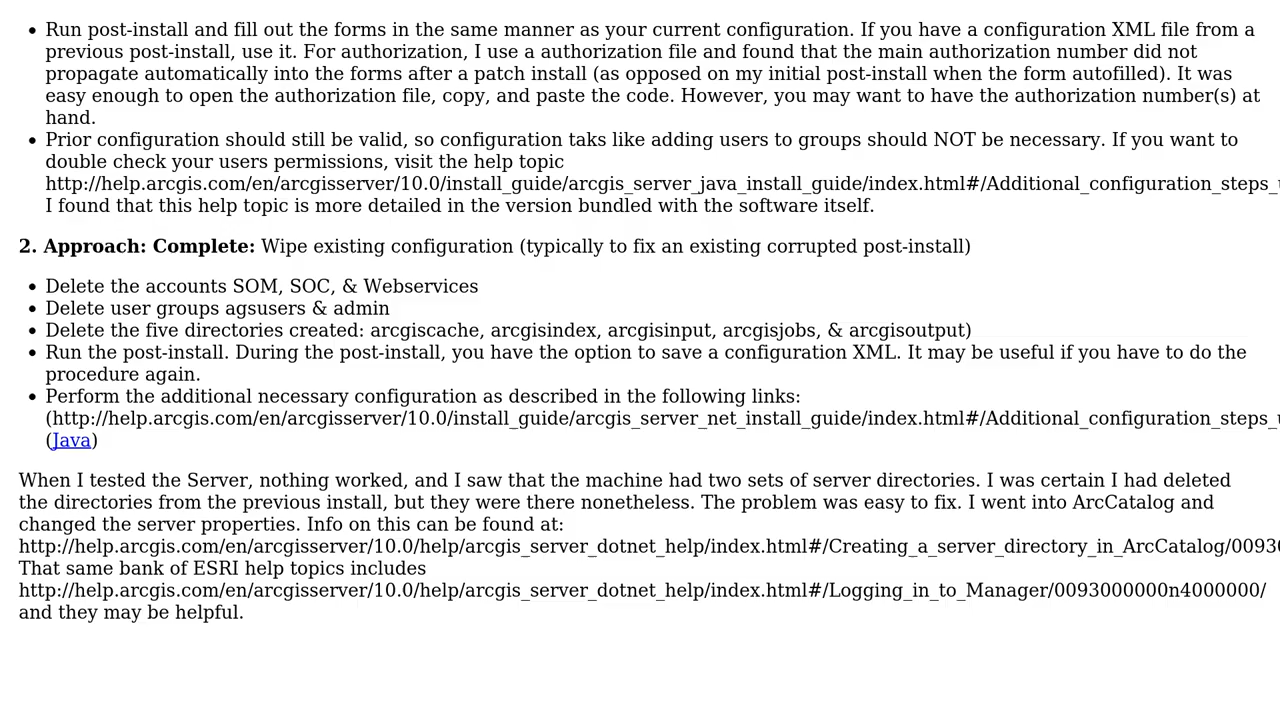 Run post-install and fill out the forms in the same manner as your current configuration. If you have a configuration XML file from a
previous post-install, use it. For authorization, I use a authorization file and found that the main authorization number did not
propagate automatically into the forms after a patch install (as opposed on my initial post-install when the form autofilled). It was
easy enough to open the authorization file, copy, and paste the code. However, you may want to have the authorization number(s) at
hand.
Prior configuration should still be valid, so configuration taks like adding users to groups should NOT be necessary. If you want to
double check your users permissions, visit the help topic
http://help.arcgis.com/en/arcgisserver/10.0/install_guide/arcgis_server_java_install_guide/index.html#/Additional_configuration_steps_
I found that this help topic is more detailed in the version bundled with the software itself.
2. Approach: Complete: Wipe existing configuration (typically to fix an existing corrupted post-install)
Delete the accounts SOM, SOC, & Webservices
Delete user groups agsusers & admin
Delete the five directories created: arcgiscache, arcgisindex, arcgisinput, arcgisjobs, & arcgisoutput)
Run the post-install. During the post-install, you have the option to save a configuration XML. It may be useful if you have to do the
procedure again.
Perform the additional necessary configuration as described in the following links:
(http://help.arcgis.com/en/arcgisserver/10.0/install_guide/arcgis_server_net_install_guide/index.html#/Additional_configuration_steps_
(Java)
When I tested the Server, nothing worked, and I saw that the machine had two sets of server directories. I was certain I had deleted
the directories from the previous install, but they were there nonetheless. The problem was easy to fix. I went into ArcCatalog and
changed the server properties. Info on this can be found at:
http://help.arcgis.com/en/arcgisserver/10.0/help/arcgis_server_dotnet_help/index.html#/Creating_a_server_directory_in_ArcCatalog/0093
That same bank of ESRI help topics includes
http://help.arcgis.com/en/arcgisserver/10.0/help/arcgis_server_dotnet_help/index.html#/Logging_in_to_Manager/0093000000n4000000/
and they may be helpful.